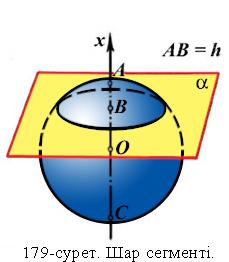 x
AB = h
A
α
B
O
C
179-сурет. Шар сегменті.